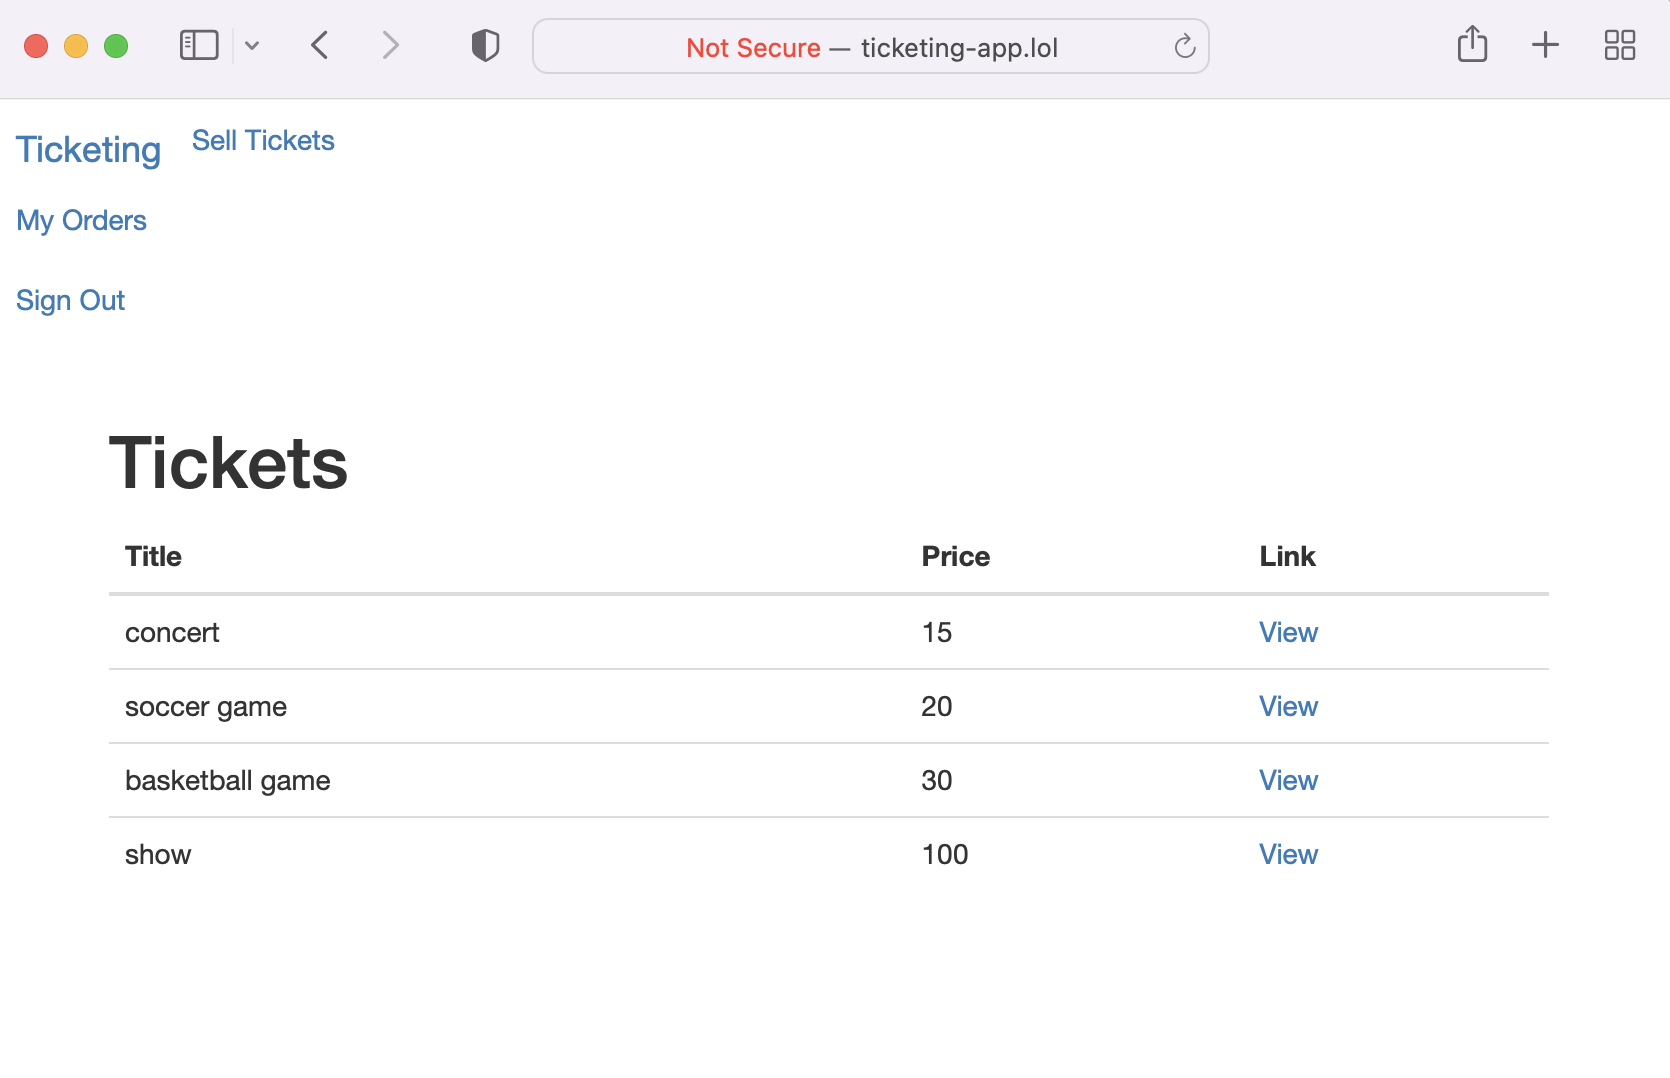 Not Secure — ticketing-app.lol
Ticketing Sell Tickets
My Orders
Sign Out
Tickets
Title Price Link
concert 15 View
soccer game 20 View
basketball game 30 View
show 100 View